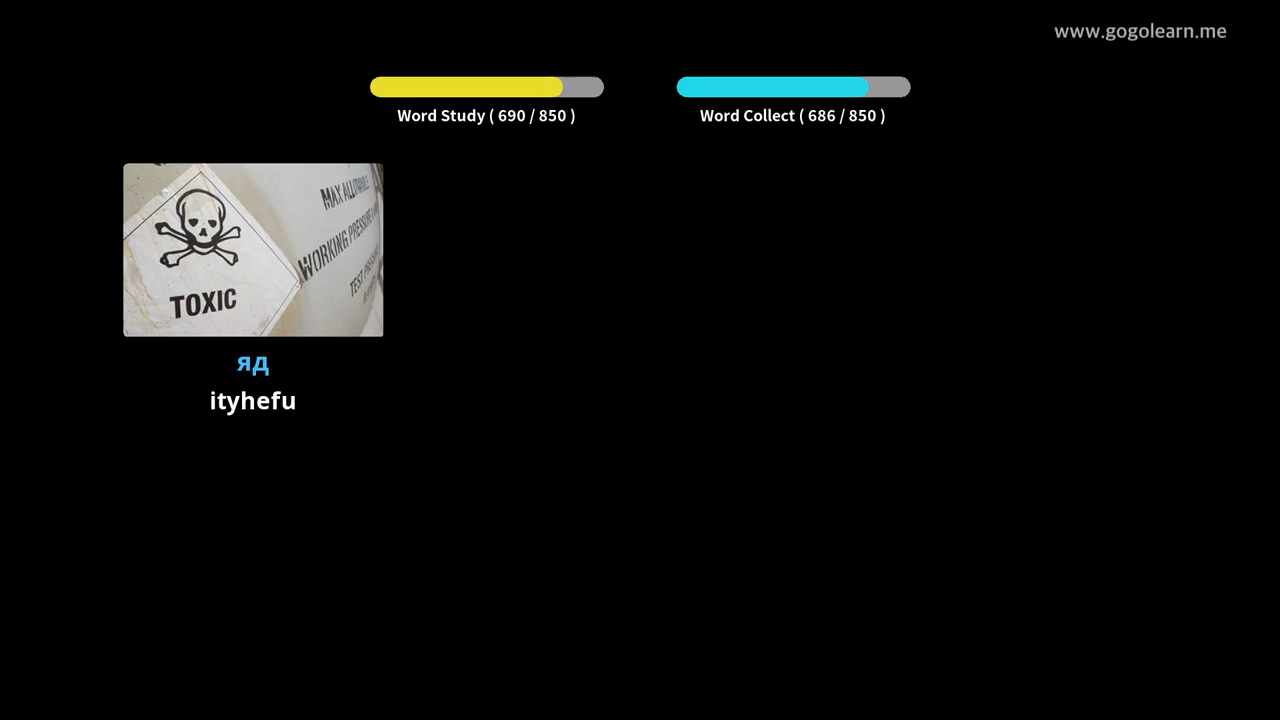 www.gogolearn.me
Word Study ( 690 / 850 )
Word Collect ( 686 / 850 )
MAX ALLOWABLE
WORKING PRESSURE
TEST
TOXIC
яд
ityhefu